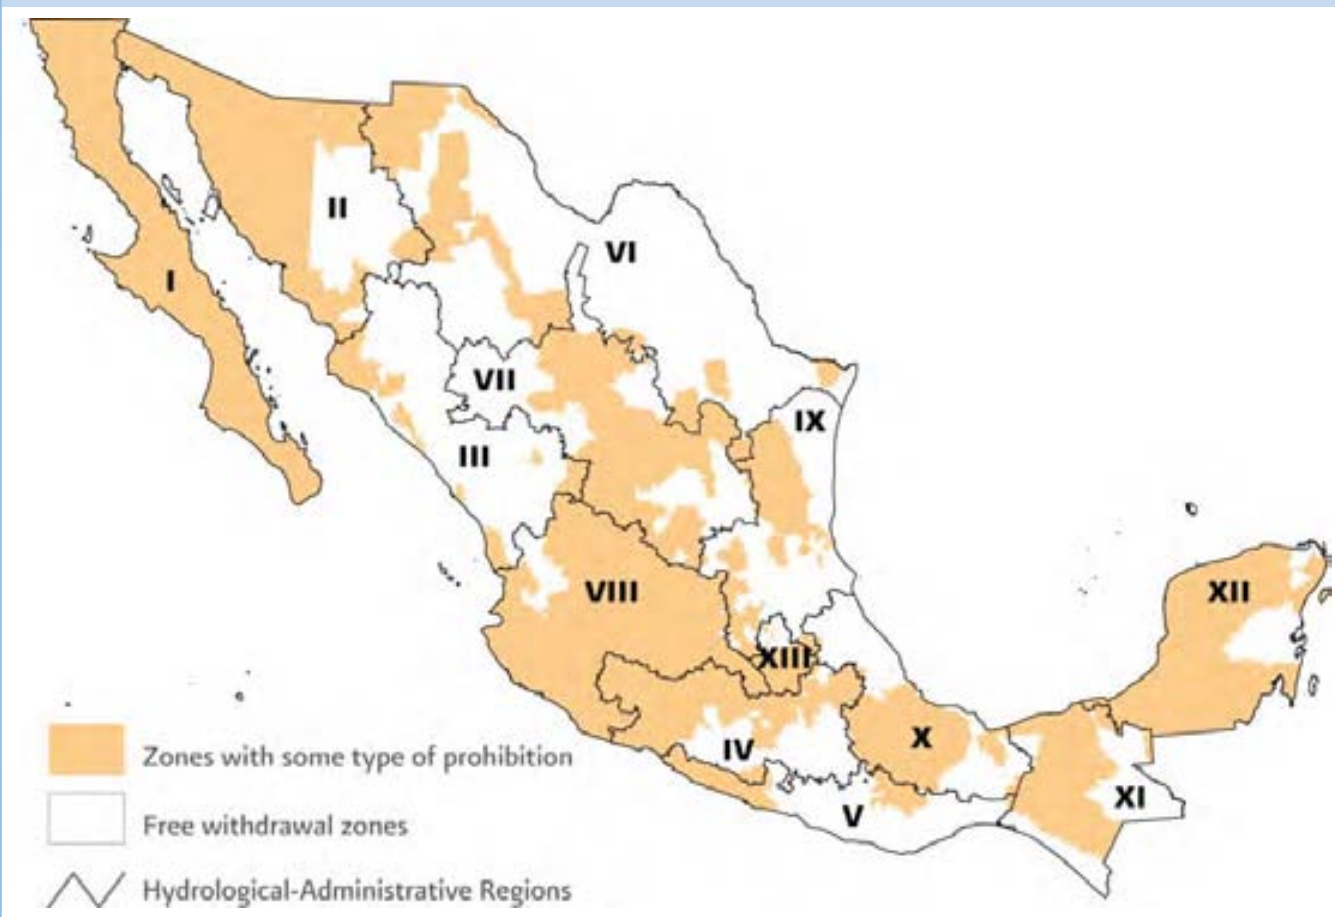 II
VI
I
VII
IX
III
VIII
XII
XIII
IV
X
XI
V
Zones with some type of prohibition
Free withdrawal zones
Hydrological-Administrative Regions